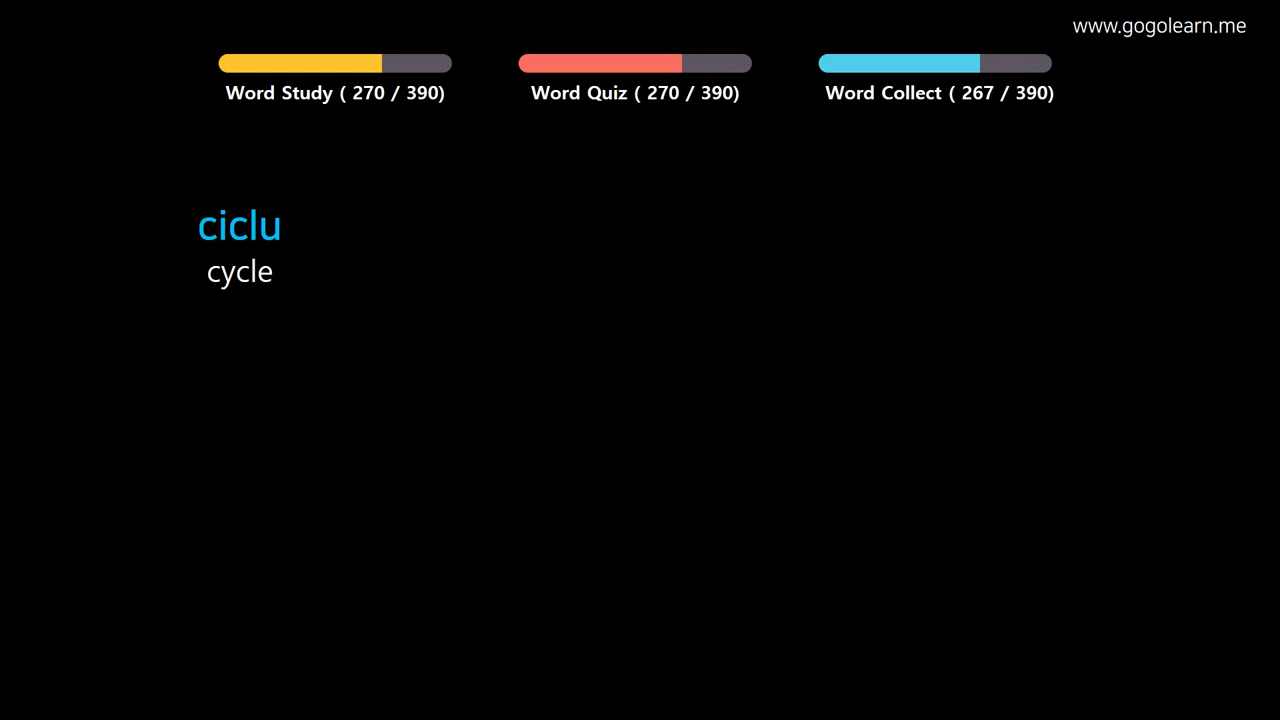 www.gogolearn.me
Word Study ( 270 / 390)
Word Quiz ( 270 / 390)
Word Collect ( 267 / 390)
ciclu
cycle